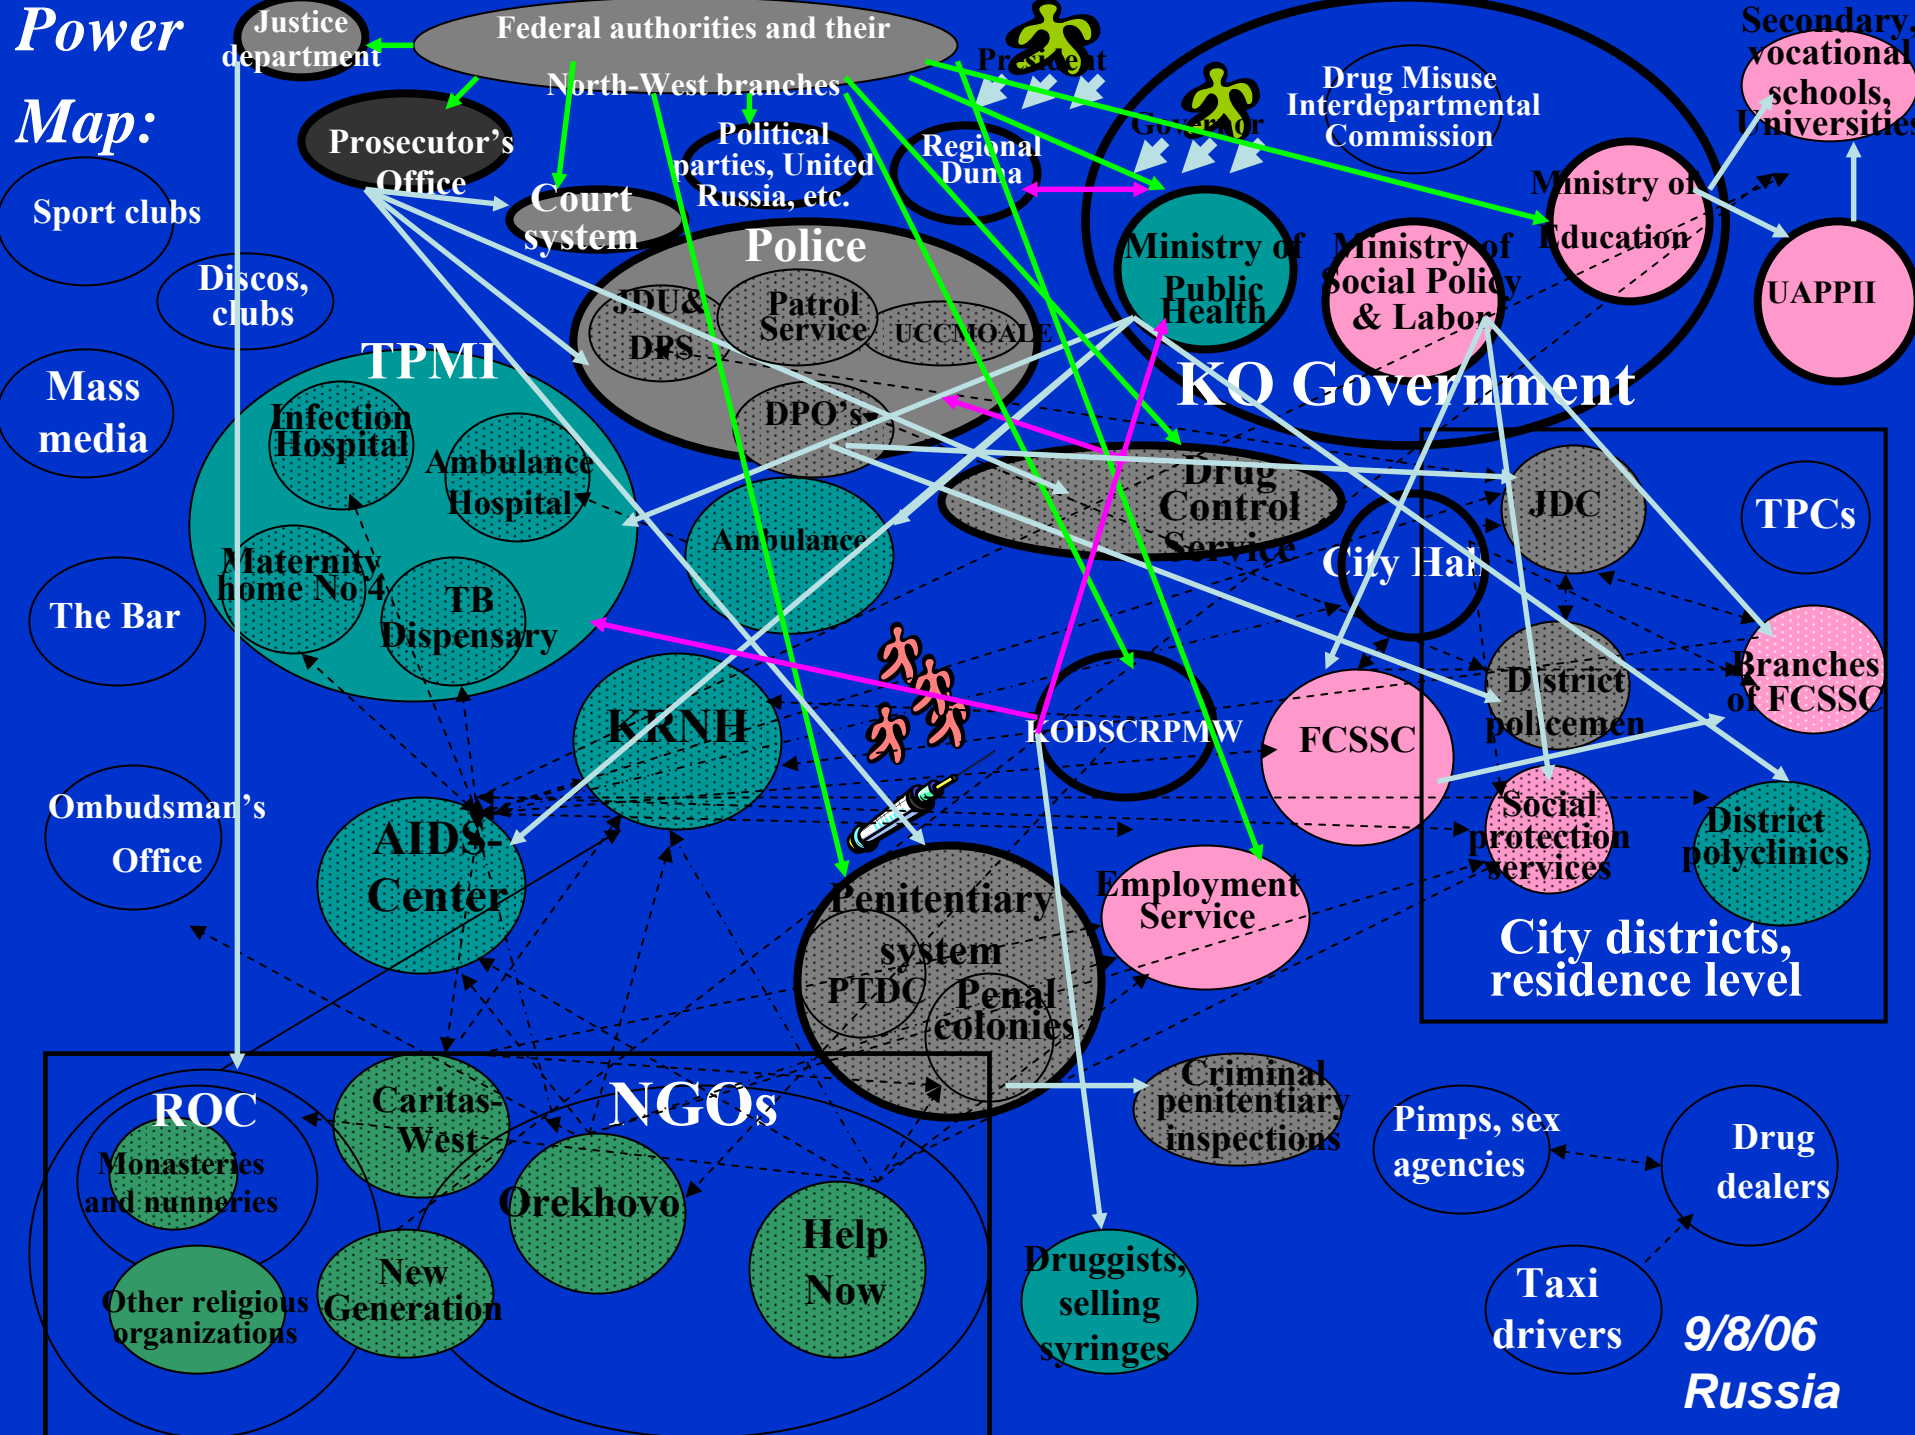 Power
Map:
Justice
department
Federal authorities and their
North-West branches
President
Governor
Drug Misuse
Interdepartmental
Commission
Secondary,
vocational
schools,
Universities
Prosecutor's
Office
Political
parties, United
Russia, etc.
Regional
Duma
Court
system
Ministry of
Education
Ministry of
Public
Health
Ministry of
Social Policy
& Labor
UAPPII
KO Government
Sport clubs
Discos,
clubs
Mass
media
The Bar
Ombudsman's
Office
Police
JDU&
DPS
Patrol
Service
UCCMOALE
DPO's
TPMI
Infection
Hospital
Ambulance
Hospital
Maternity
home No 4
TB
Dispensary
Ambulance
Drug
Control
Service
City Hall
JDC
TPCs
District
policemen
Branches
of FCSSC
Social
protection
services
District
polyclinics
City districts,
residence level
KRNH
KODSCRPMW
FCSSC
AIDS-
Center
Penitentiary
system
PTDC
Penal
colonies
Employment
Service
Criminal
penitentiary
inspections
ROC
Monasteries
and nunneries
Other religious
organizations
Caritas-
West
NGOs
Orekhovo
New
Generation
Help
Now
Druggists,
selling
syringes
Pimps, sex
agencies
Drug
dealers
Taxi
drivers
9/8/06
Russia